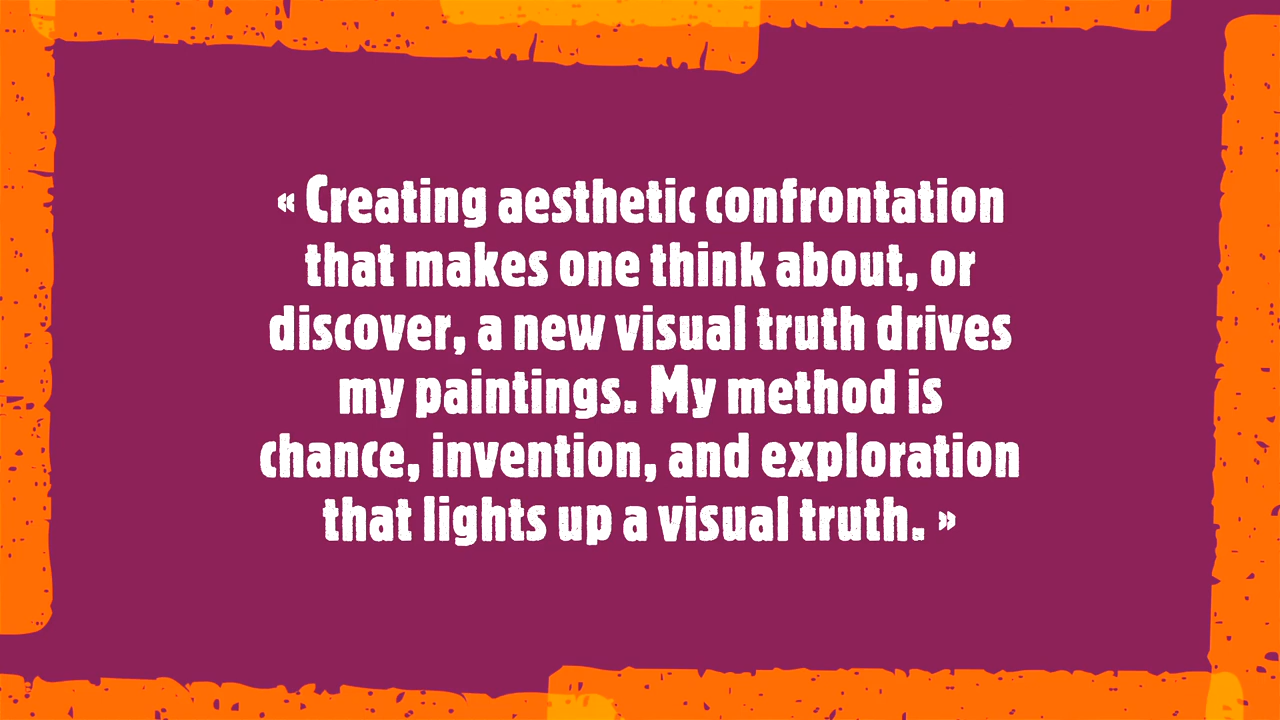 « Creating aesthetic confrontation
that makes one think about, or
discover, a new visual truth drives
my paintings. My method is
chance, invention, and exploration
that lights up a visual truth. »